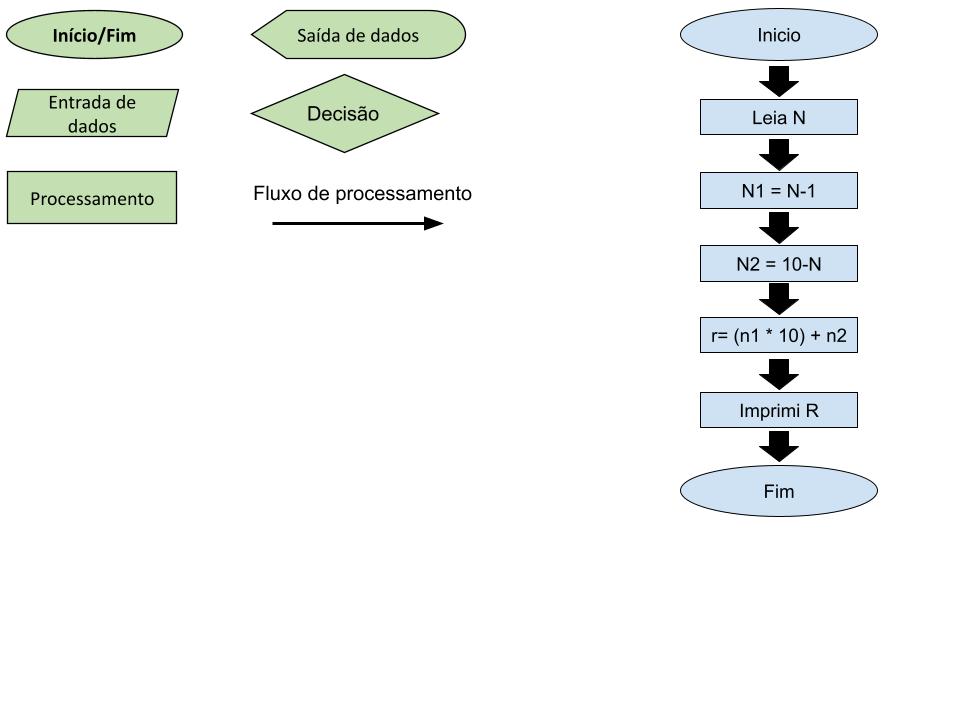 Início/Fim
Saída de dados
Entrada de
dados
Decisão
Processamento
Fluxo de processamento
Inicio
Leia N
N1 = N-1
N2 = 10-N
r= (n1 * 10) + n2
Imprimi R
Fim